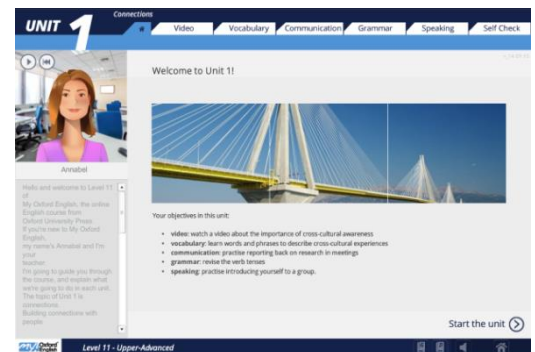 Connections
UNIT 1
Video
Vocabulary
Communication
Grammar
Speaking
Self Check
Welcome to Unit 1!
Annabel
Hello and welcome to Level 11
of
My Oxford English, the online
English course from
Oxford University Press.
If you're new to My Oxford
English,
my name's Annabel and I'm
your
teacher.
I'm going to guide you through
the course, and explain what
we're going to do in each unit.
The topic of Unit 1 is
connections.
Building connections with
people.
Your objectives in this unit:
• video: watch a video about the importance of cross-cultural awareness
• vocabulary: learn words and phrases to describe cross-cultural experiences
• communication: practise reporting back on research in meetings
• grammar: revise the verb tenses
• speaking: practise introducing yourself to a group.
Start the unit
Oxford
English
Level 11 - Upper-Advanced